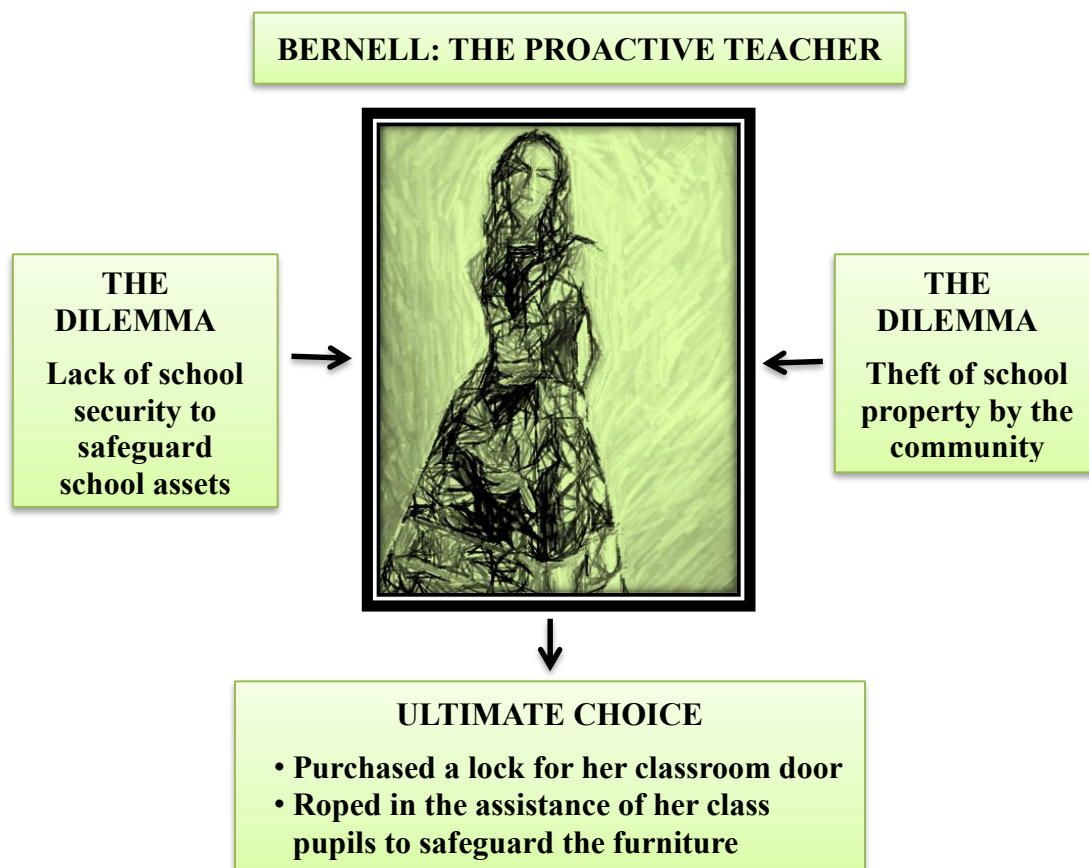 BERNELL: THE PROACTIVE TEACHER
THE
DILEMMA
Lack of school
security to
safeguard
school assets
THE
DILEMMA
Theft of school
property by the
community
ULTIMATE CHOICE
• Purchased a lock for her classroom door
• Roped in the assistance of her class
pupils to safeguard the furniture